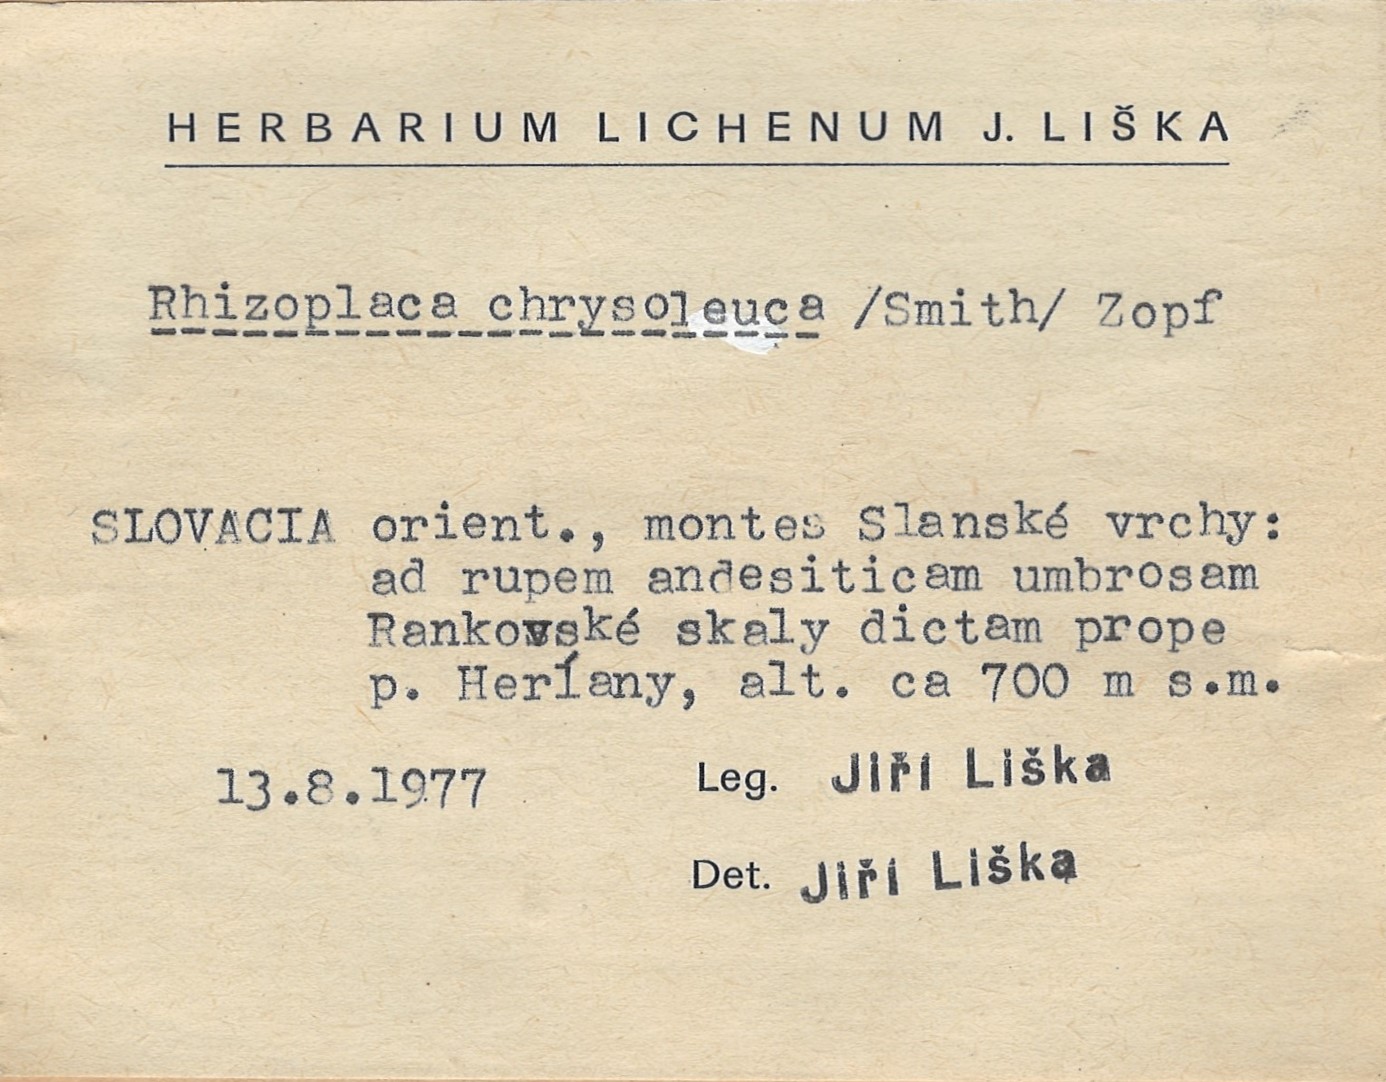 HERBARIUM LICHENUM J. LIŠKA
Rhizoplaca chrysoleuca /Smith/ Zopf
SLOVACIA orient., montes Slanské vrchy:
ad rupem andesiticam umbrosam
Rankovské skaly dictam prope
p. Herĺany, alt. ca 700 m s.m.
13.8.1977 Leg. Jiří Liška
Det. Jiří Liška